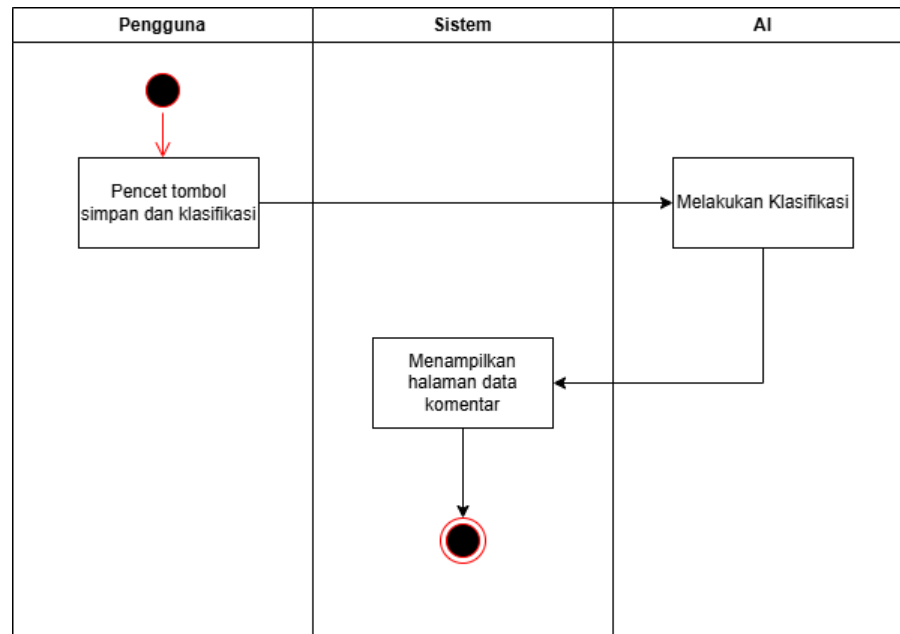 Pengguna
Sistem
AI
Pencet tombol
simpan dan klasifikasi
Melakukan Klasifikasi
Menampilkan
halaman data
komentar